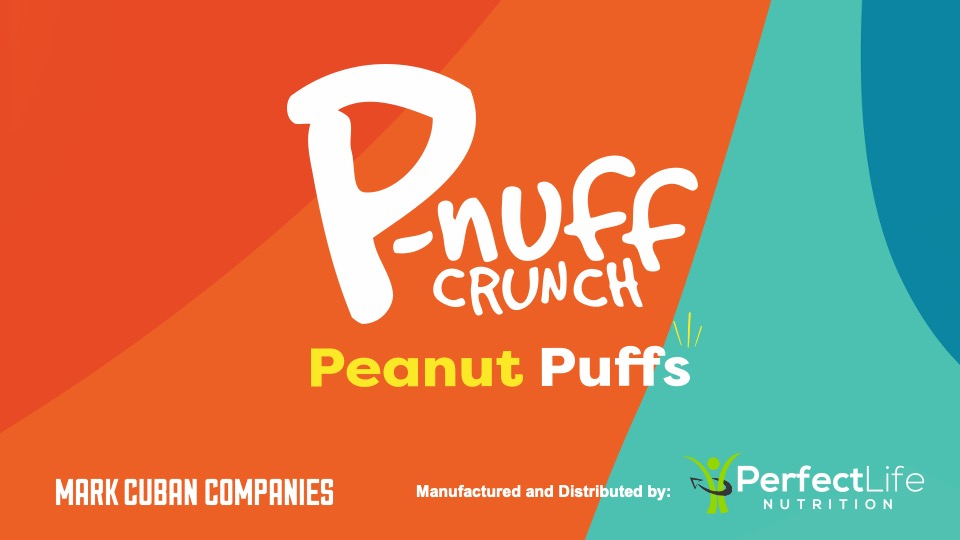 P-nuff
CRUNCH
Peanut Puffs
MARK CUBAN COMPANIES
Manufactured and Distributed by:
PerfectLife
NUTRITION